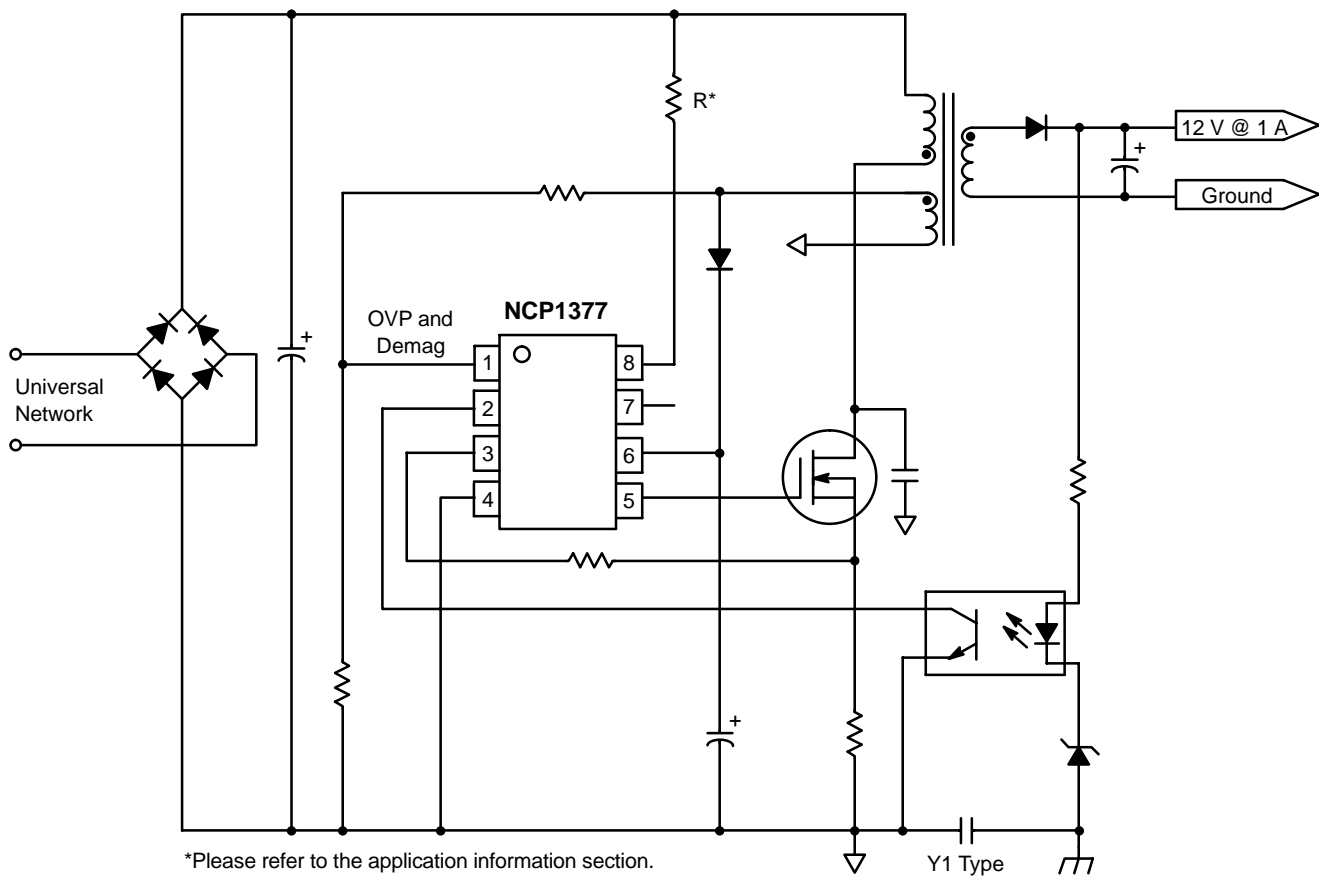 R*
12 V @ 1 A
+
Ground
NCP1377
OVP and
Demag
+
1
8
Universal
Network
2
7
3
6
4
5
+
*Please refer to the application information section.
Y1 Type